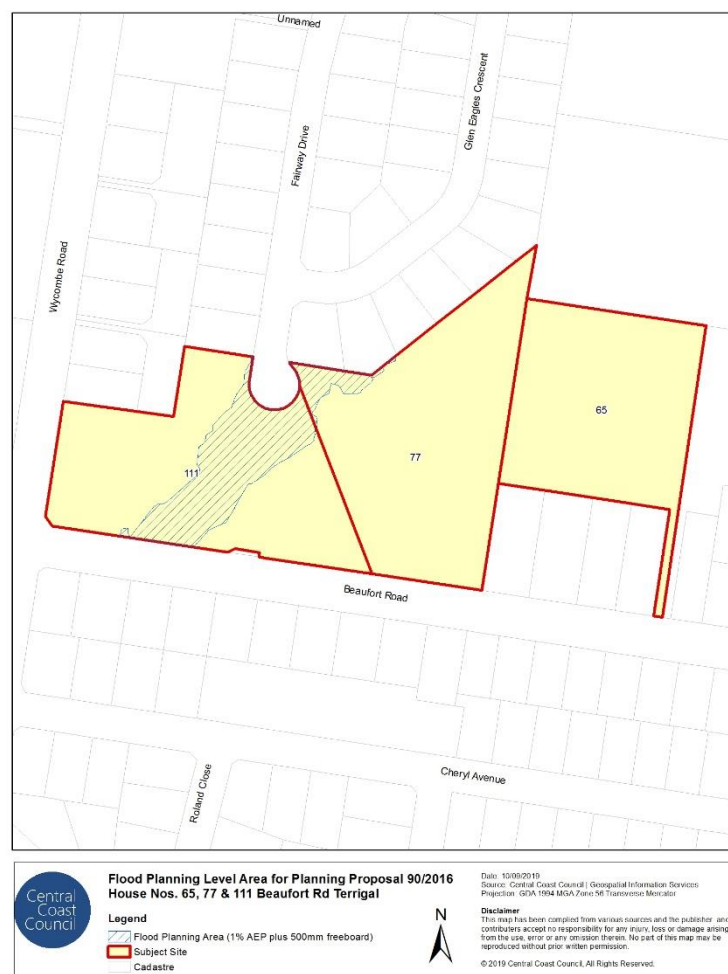 Unnamed
Glen Eagles Crescent
Fairway Drive
Wycombe Road
65
77
111
Beaufort Road
Cheryl Avenue
Roland Close
Central
Coast
Council
Flood Planning Level Area for Planning Proposal 90/2016
House Nos. 65, 77 & 111 Beaufort Rd Terrigal
Legend
Flood Planning Area (1% AEP plus 500mm freeboard)
Subject Site
Cadastre
N
Date: 10/09/2019
Source: Central Coast Council | Geospatial Information Services
Projection: GDA 1994 MGA Zone 56 Transverse Mercator
Disclaimer
This map has been compiled from various sources and the publisher and
contributers accept no responsibility for any injury, loss or damage arising
from the use, error or any omission therein. No part of this map may be
reproduced without prior written permission.
© 2019 Central Coast Council, All Rights Reserved.